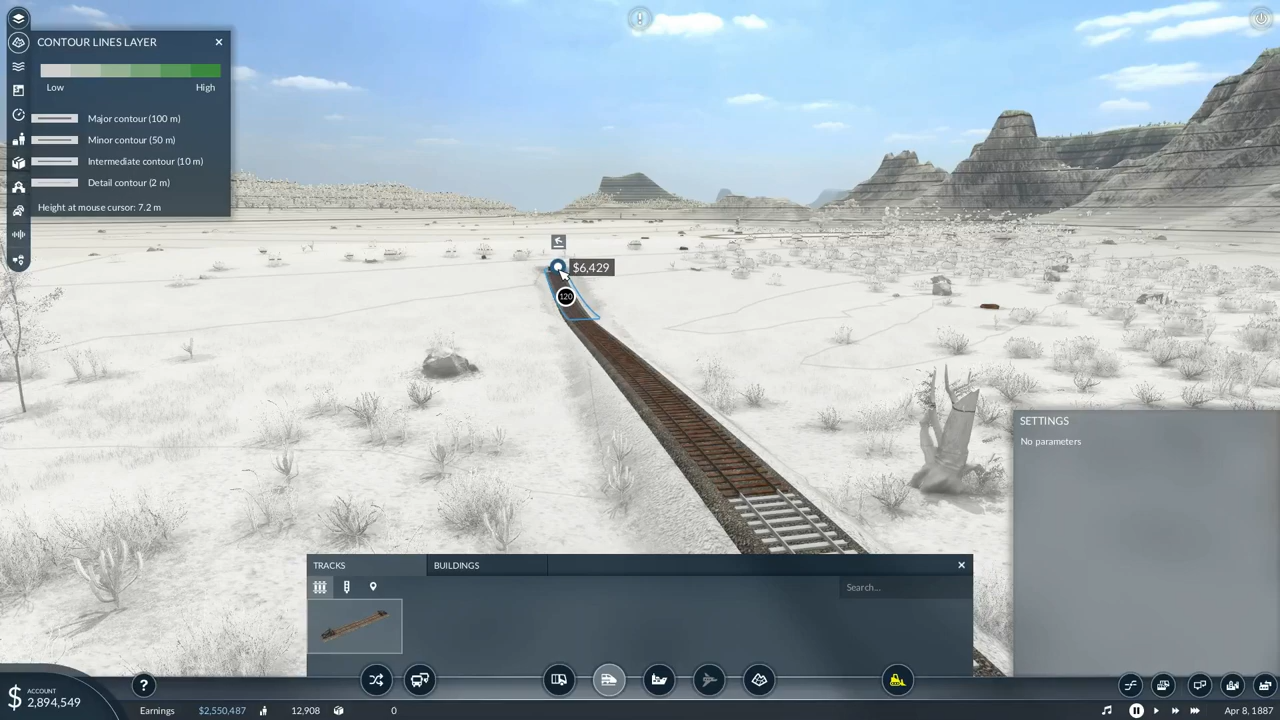 CONTOUR LINES LAYER
Low High
Major contour (100 m)
Minor contour (50 m)
Intermediate contour (10 m)
Detail contour (2 m)
Height at mouse cursor: 7.2 m
$6,429
120
SETTINGS
No parameters
TRACKS BUILDINGS
Search...
$ ACCOUNT
2,894,549
?
Earnings $2,550,487 12,908 0
Apr 8, 1887